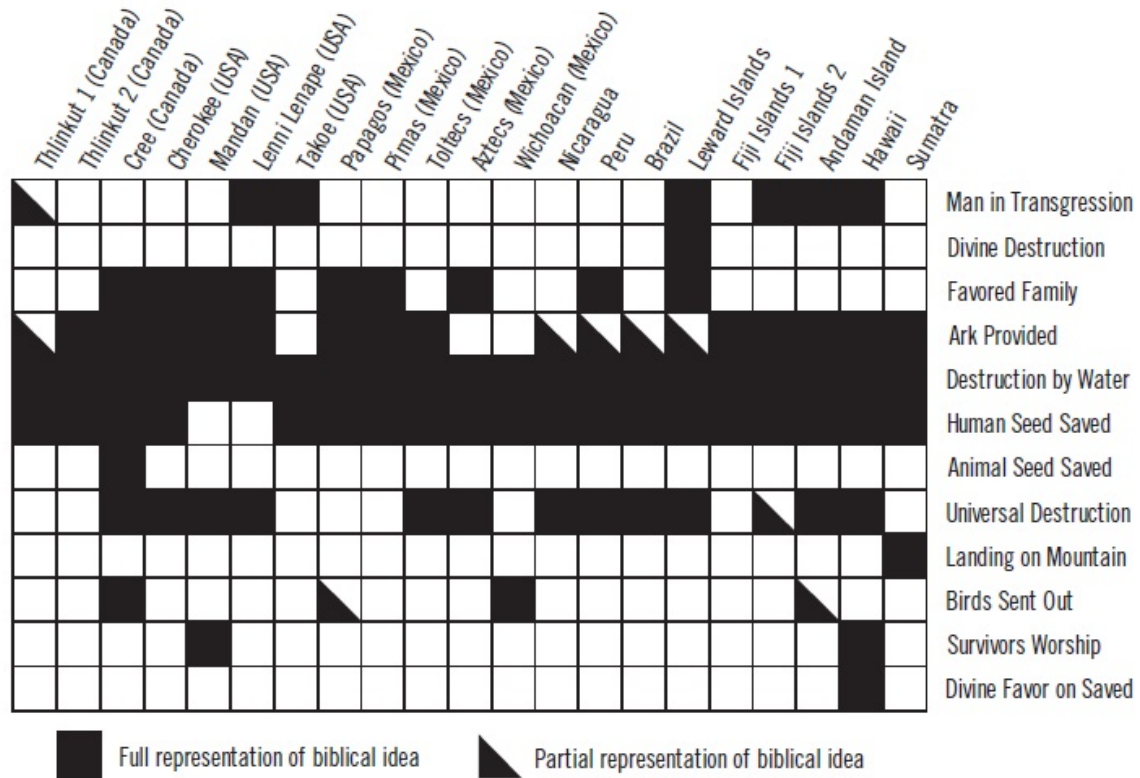 Thlinkut 1 (Canada)
Thlinkut 2 (Canada)
Cree (Canada)
Cherokee (USA)
Mandan (USA)
Lenni Lenape (USA)
Takoe (USA)
Papagos (Mexico)
Pimas (Mexico)
Toltecs (Mexico)
Aztecs (Mexico)
Wichoacan (Mexico)
Nicaragua
Peru
Brazil
Leward Islands
Fiji Islands 1
Fiji Islands 2
Andaman Island
Hawaii
Sumatra
Man in Transgression
Divine Destruction
Favored Family
Ark Provided
Destruction by Water
Human Seed Saved
Animal Seed Saved
Universal Destruction
Landing on Mountain
Birds Sent Out
Survivors Worship
Divine Favor on Saved
Full representation of biblical idea
Partial representation of biblical idea